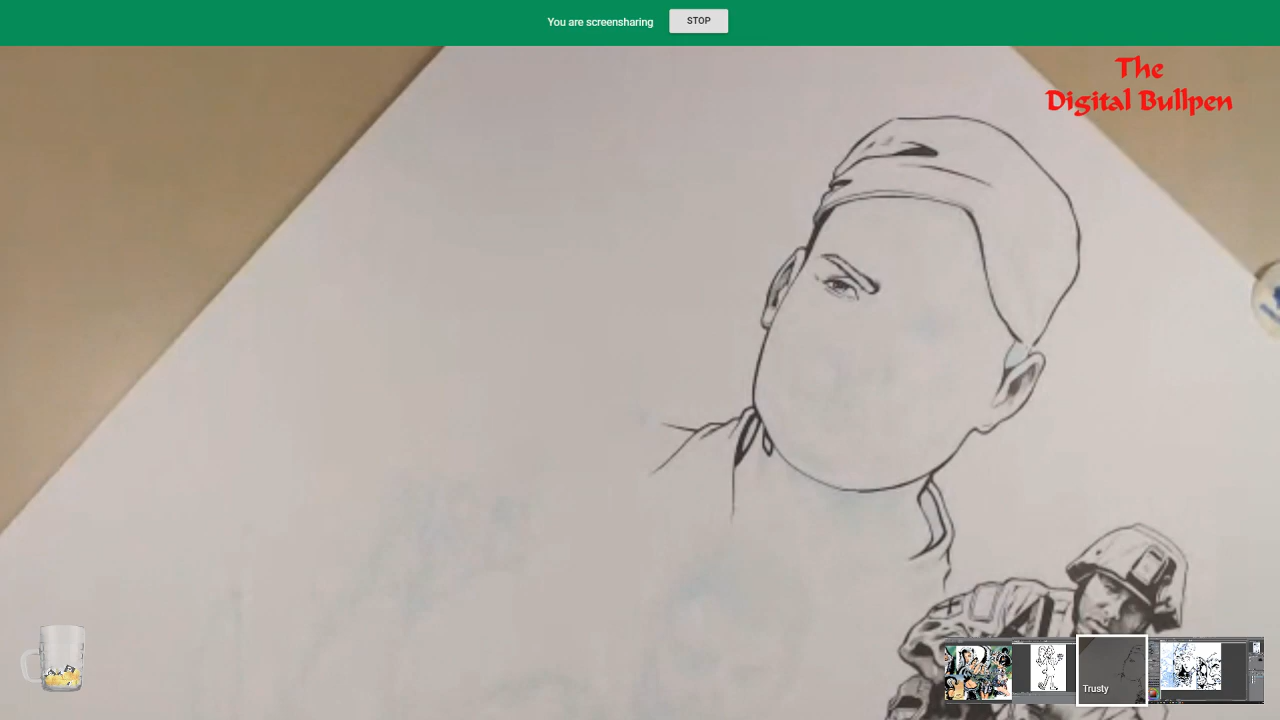 You are screensharing
STOP
The
Digital Bullpen
Trusty